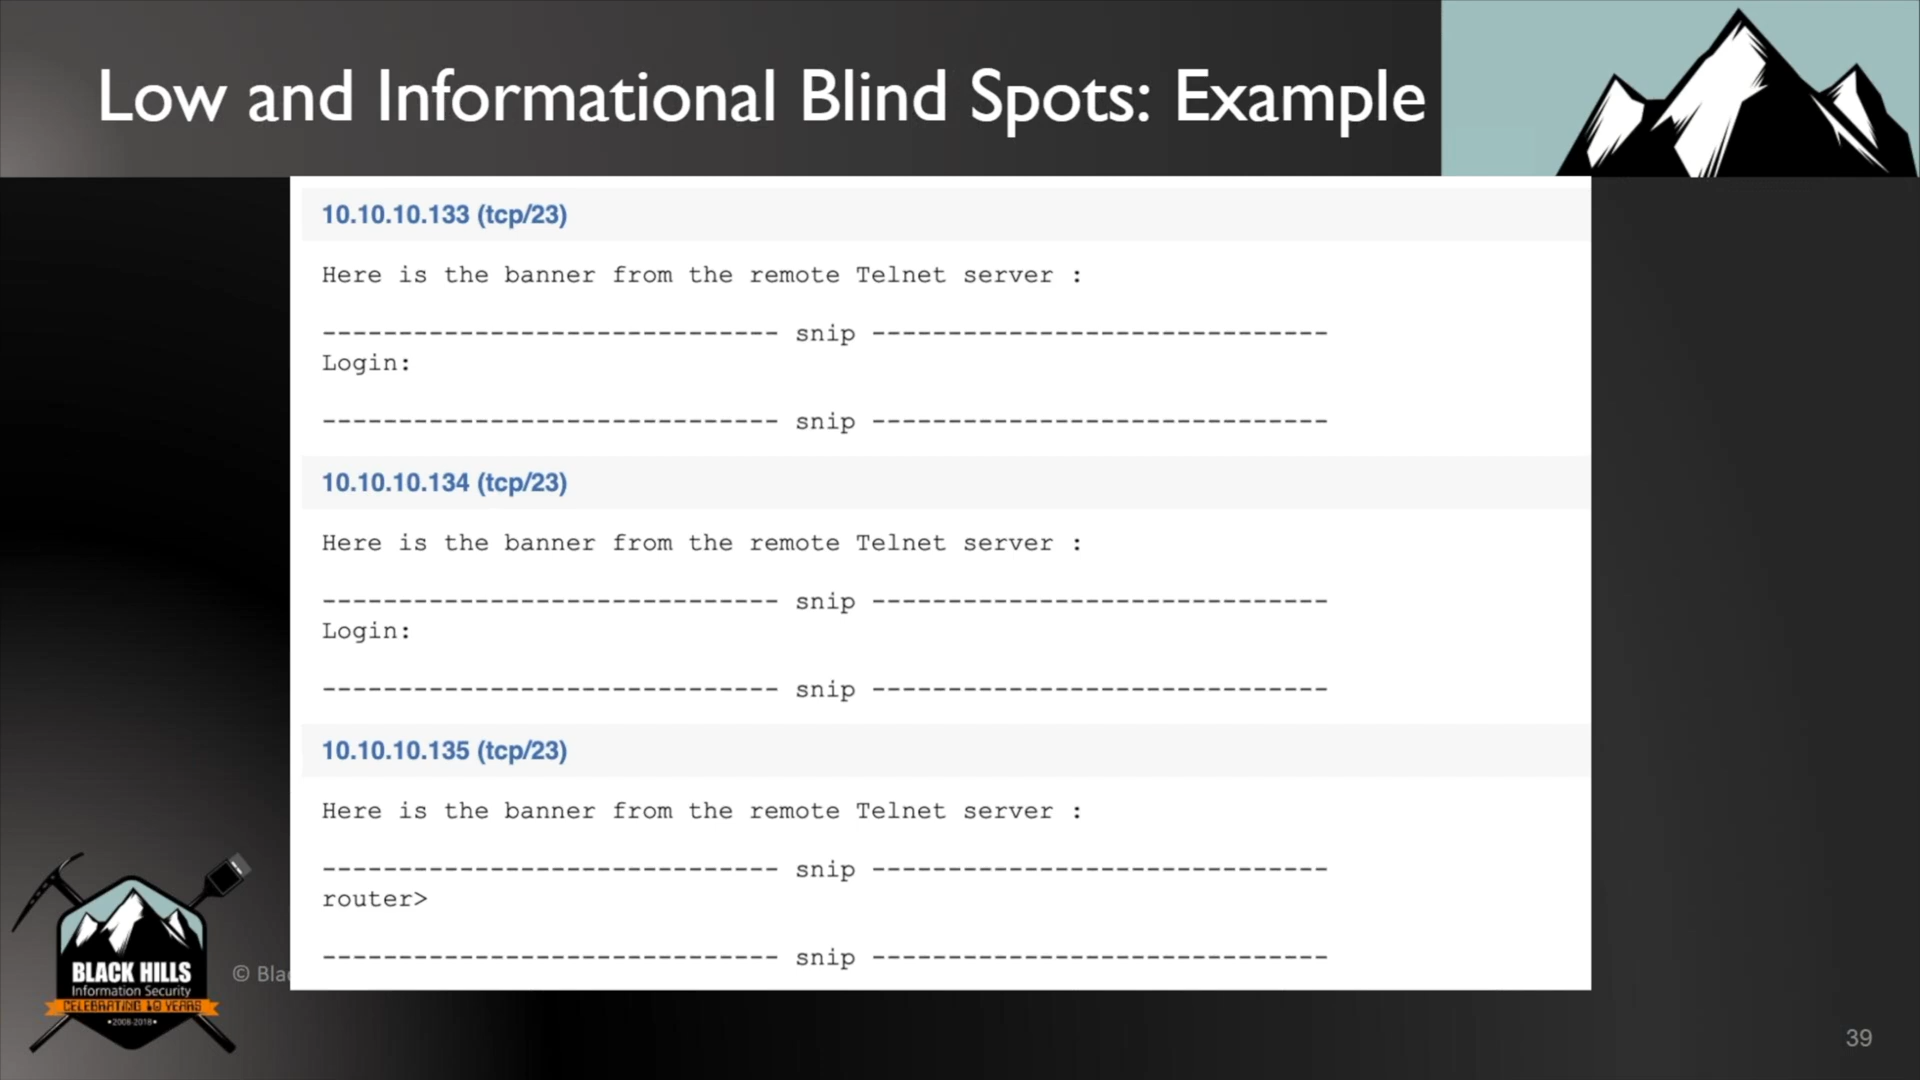 Low and Informational Blind Spots: Example
10.10.10.133 (tcp/23)
Here is the banner from the remote Telnet server :
------------------------------ snip ------------------------------
Login:
------------------------------ snip ------------------------------
10.10.10.134 (tcp/23)
Here is the banner from the remote Telnet server :
------------------------------ snip ------------------------------
Login:
------------------------------ snip ------------------------------
10.10.10.135 (tcp/23)
Here is the banner from the remote Telnet server :
------------------------------ snip ------------------------------
router>
------------------------------ snip ------------------------------
BLACK HILLS
Information Security
CELEBRATING 10 YEARS
•2008-2018•
© Bla
39